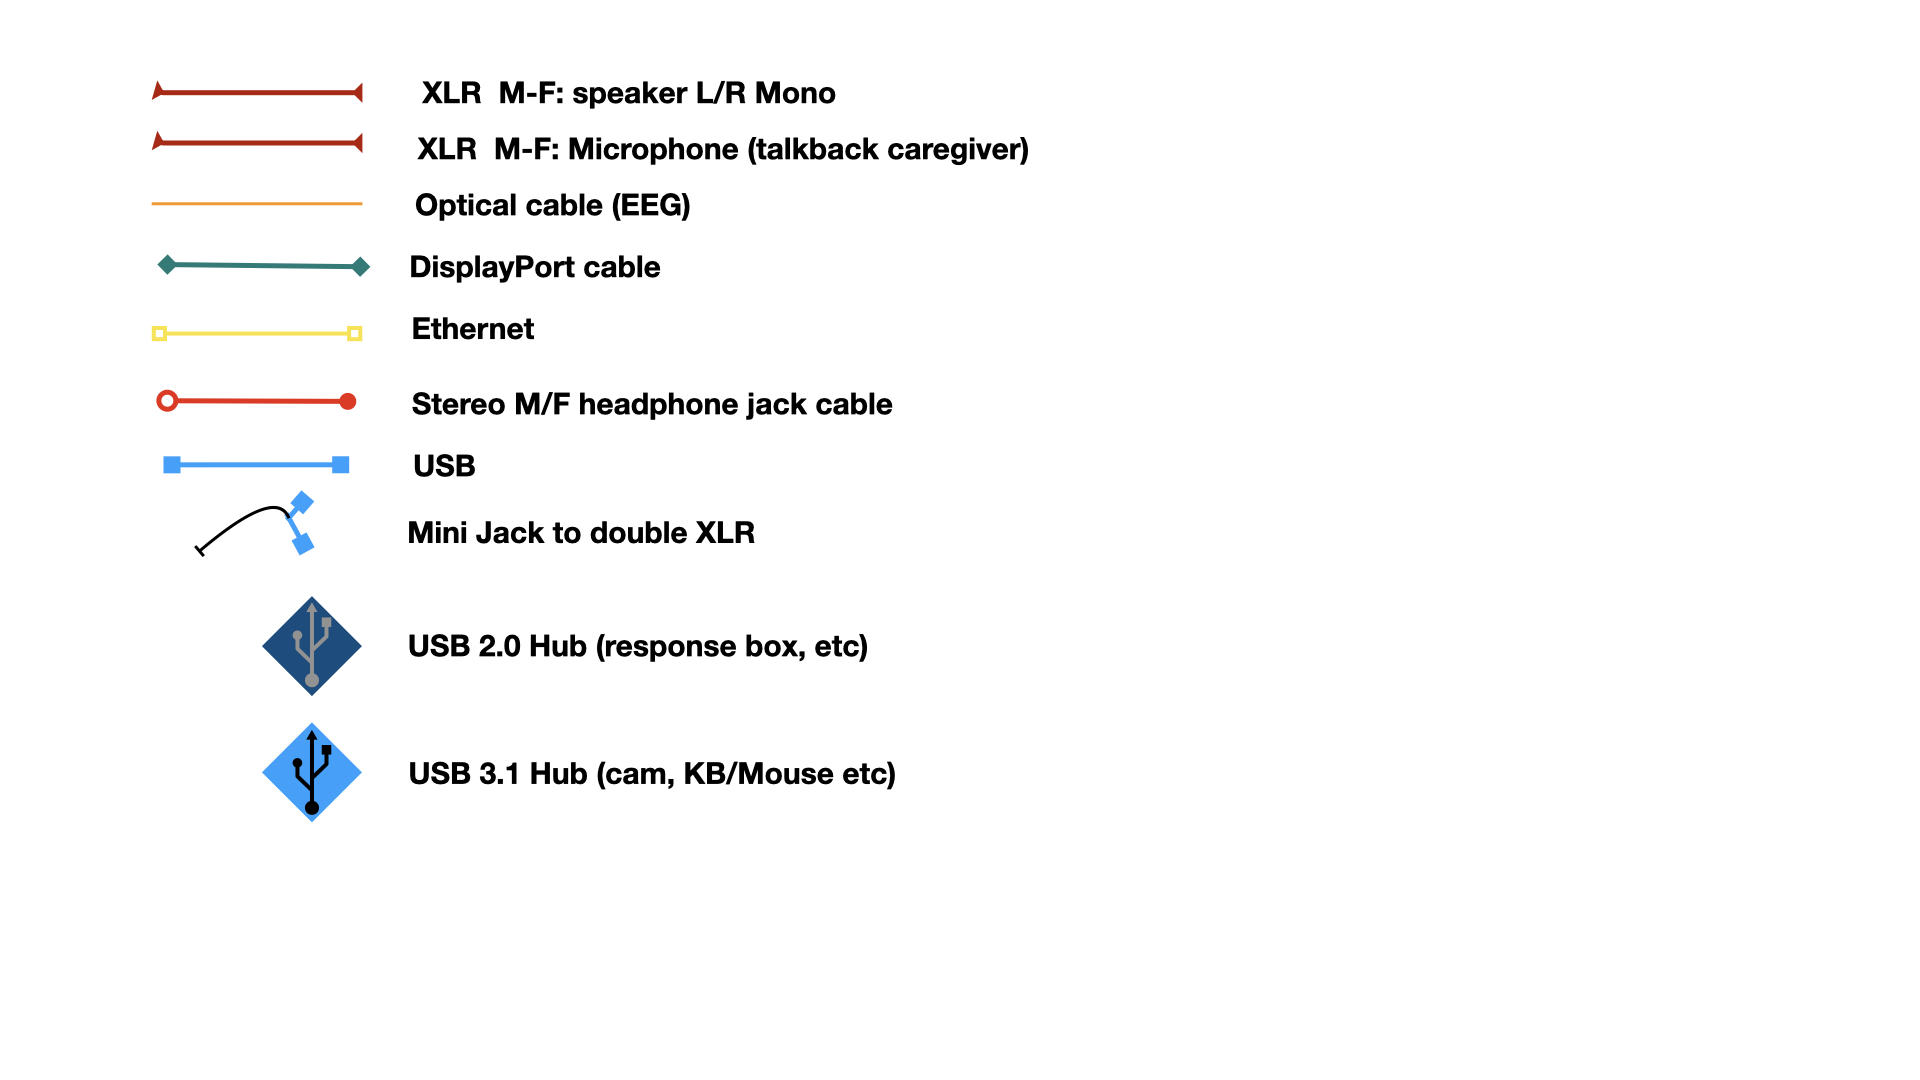 XLR  M-F: speaker L/R Mono
XLR  M-F: Microphone (talkback caregiver)
Optical cable (EEG)
DisplayPort cable
Ethernet
Stereo M/F headphone jack cable
USB
Mini Jack to double XLR
USB 2.0 Hub (response box, etc)
USB 3.1 Hub (cam, KB/Mouse etc)